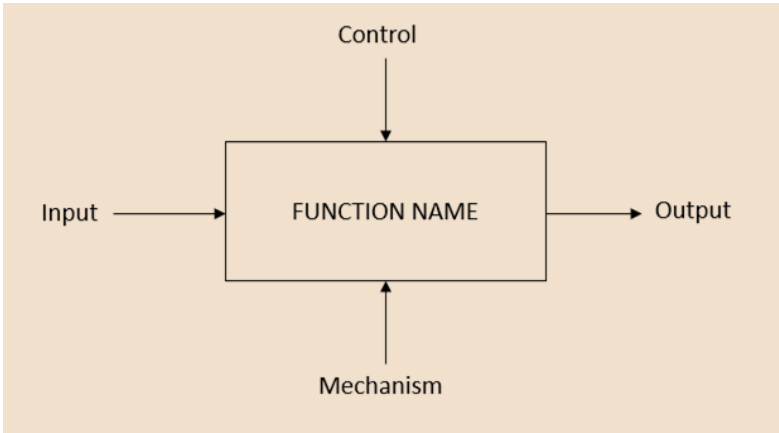 Control
Input
FUNCTION NAME
Output
Mechanism